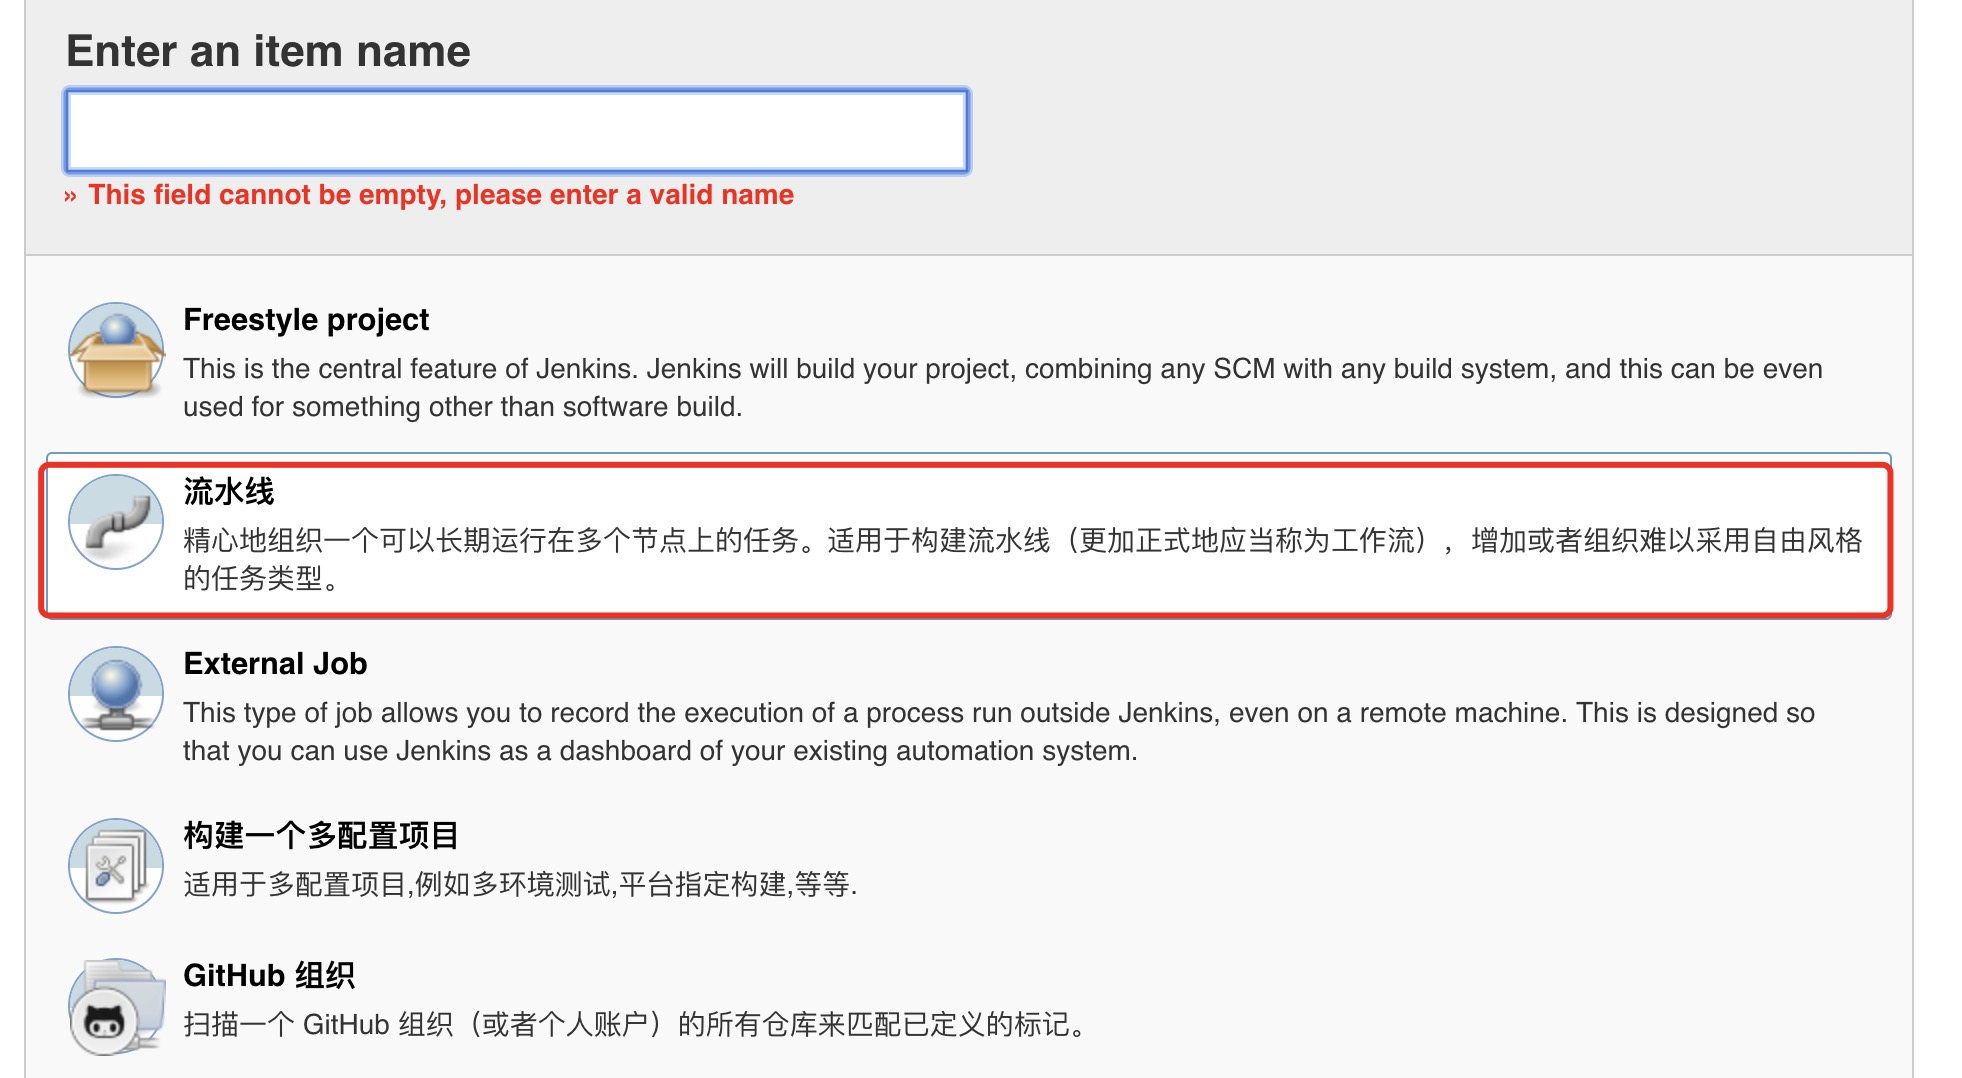 Enter an item name
» This field cannot be empty, please enter a valid name
Freestyle project
This is the central feature of Jenkins. Jenkins will build your project, combining any SCM with any build system, and this can be even
used for something other than software build.
流水线
精心地组织一个可以长期运行在多个节点上的任务。适用于构建流水线（更加正式地应当称为工作流），增加或者组织难以采用自由风格
的任务类型。
External Job
This type of job allows you to record the execution of a process run outside Jenkins, even on a remote machine. This is designed so
that you can use Jenkins as a dashboard of your existing automation system.
构建一个多配置项目
适用于多配置项目,例如多环境测试,平台指定构建,等等.
GitHub 组织
扫描一个 GitHub 组织（或者个人账户）的所有仓库来匹配已定义的标记。